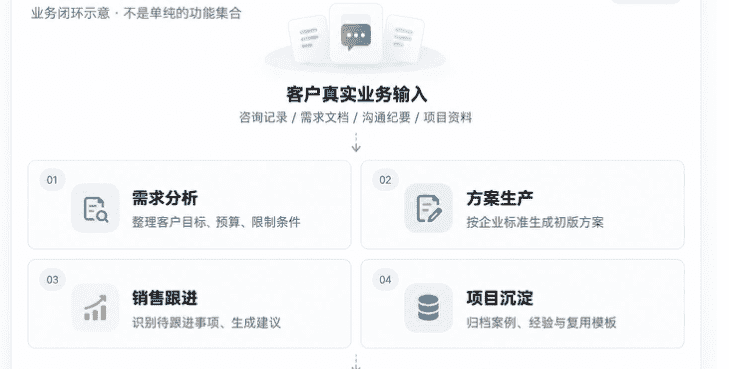 业务闭环示意 · 不是单纯的功能集合
客户真实业务输入
咨询记录 / 需求文档 / 沟通纪要 / 项目资料
01
需求分析
整理客户目标、预算、限制条件
02
方案生产
按企业标准生成初版方案
03
销售跟进
识别待跟进事项、生成建议
04
项目沉淀
归档案例、经验与复用模板